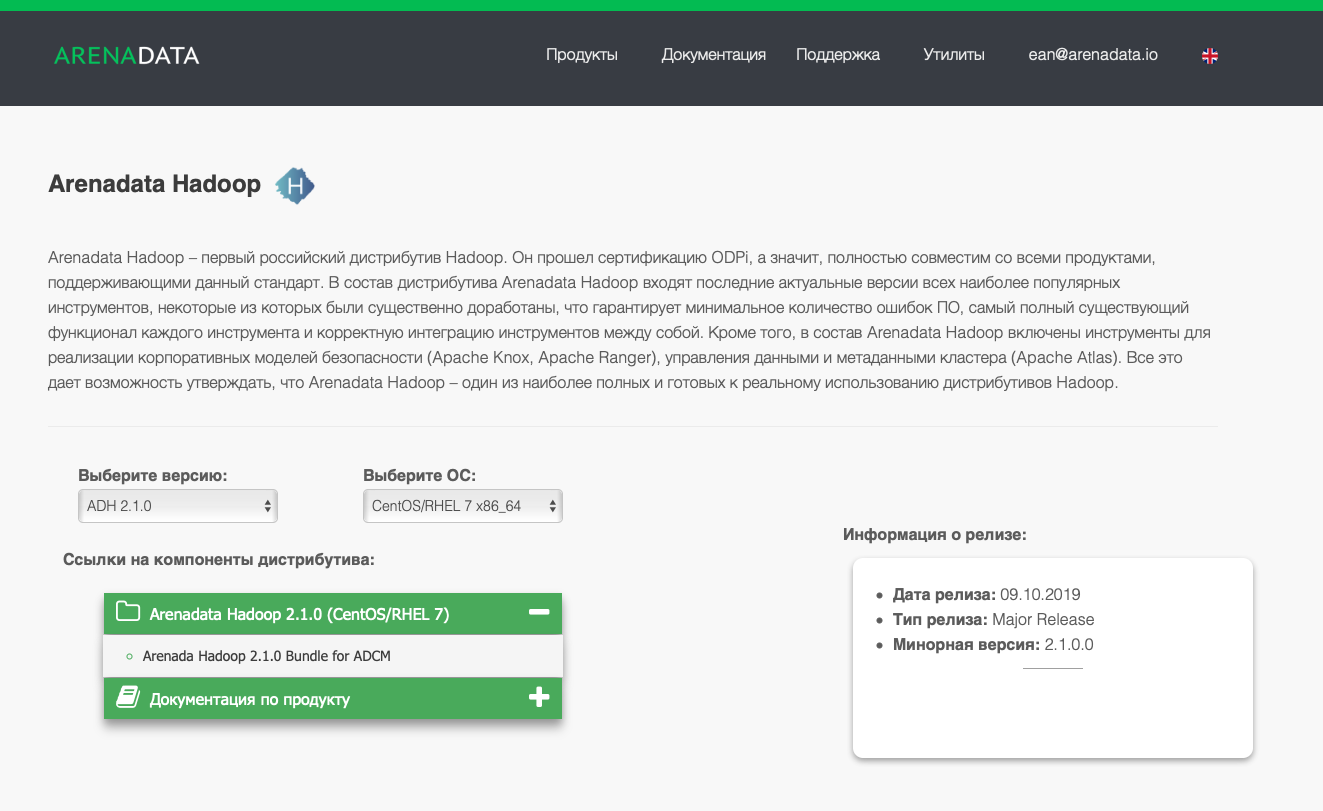 ARENADATA
Продукты Документация Поддержка Утилиты ean@arenadata.io
Arenadata Hadoop H
Arenadata Hadoop – первый российский дистрибутив Hadoop. Он прошел сертификацию ODPi, а значит, полностью совместим со всеми продуктами,
поддерживающими данный стандарт. В состав дистрибутива Arenadata Hadoop входят последние актуальные версии всех наиболее популярных
инструментов, некоторые из которых были существенно доработаны, что гарантирует минимальное количество ошибок ПО, самый полный существующий
функционал каждого инструмента и корректную интеграцию инструментов между собой. Кроме того, в состав Arenadata Hadoop включены инструменты для
реализации корпоративных моделей безопасности (Apache Knox, Apache Ranger), управления данными и метаданными кластера (Apache Atlas). Все это
дает возможность утверждать, что Arenadata Hadoop – один из наиболее полных и готовых к реальному использованию дистрибутивов Hadoop.
Выберите версию: Выберите ОС:
ADH 2.1.0 CentOS/RHEL 7 x86_64
Ссылки на компоненты дистрибутива:
Arenadata Hadoop 2.1.0 (CentOS/RHEL 7)
Arenada Hadoop 2.1.0 Bundle for ADCM
Документация по продукту
Информация о релизе:
Дата релиза: 09.10.2019
Тип релиза: Major Release
Минорная версия: 2.1.0.0